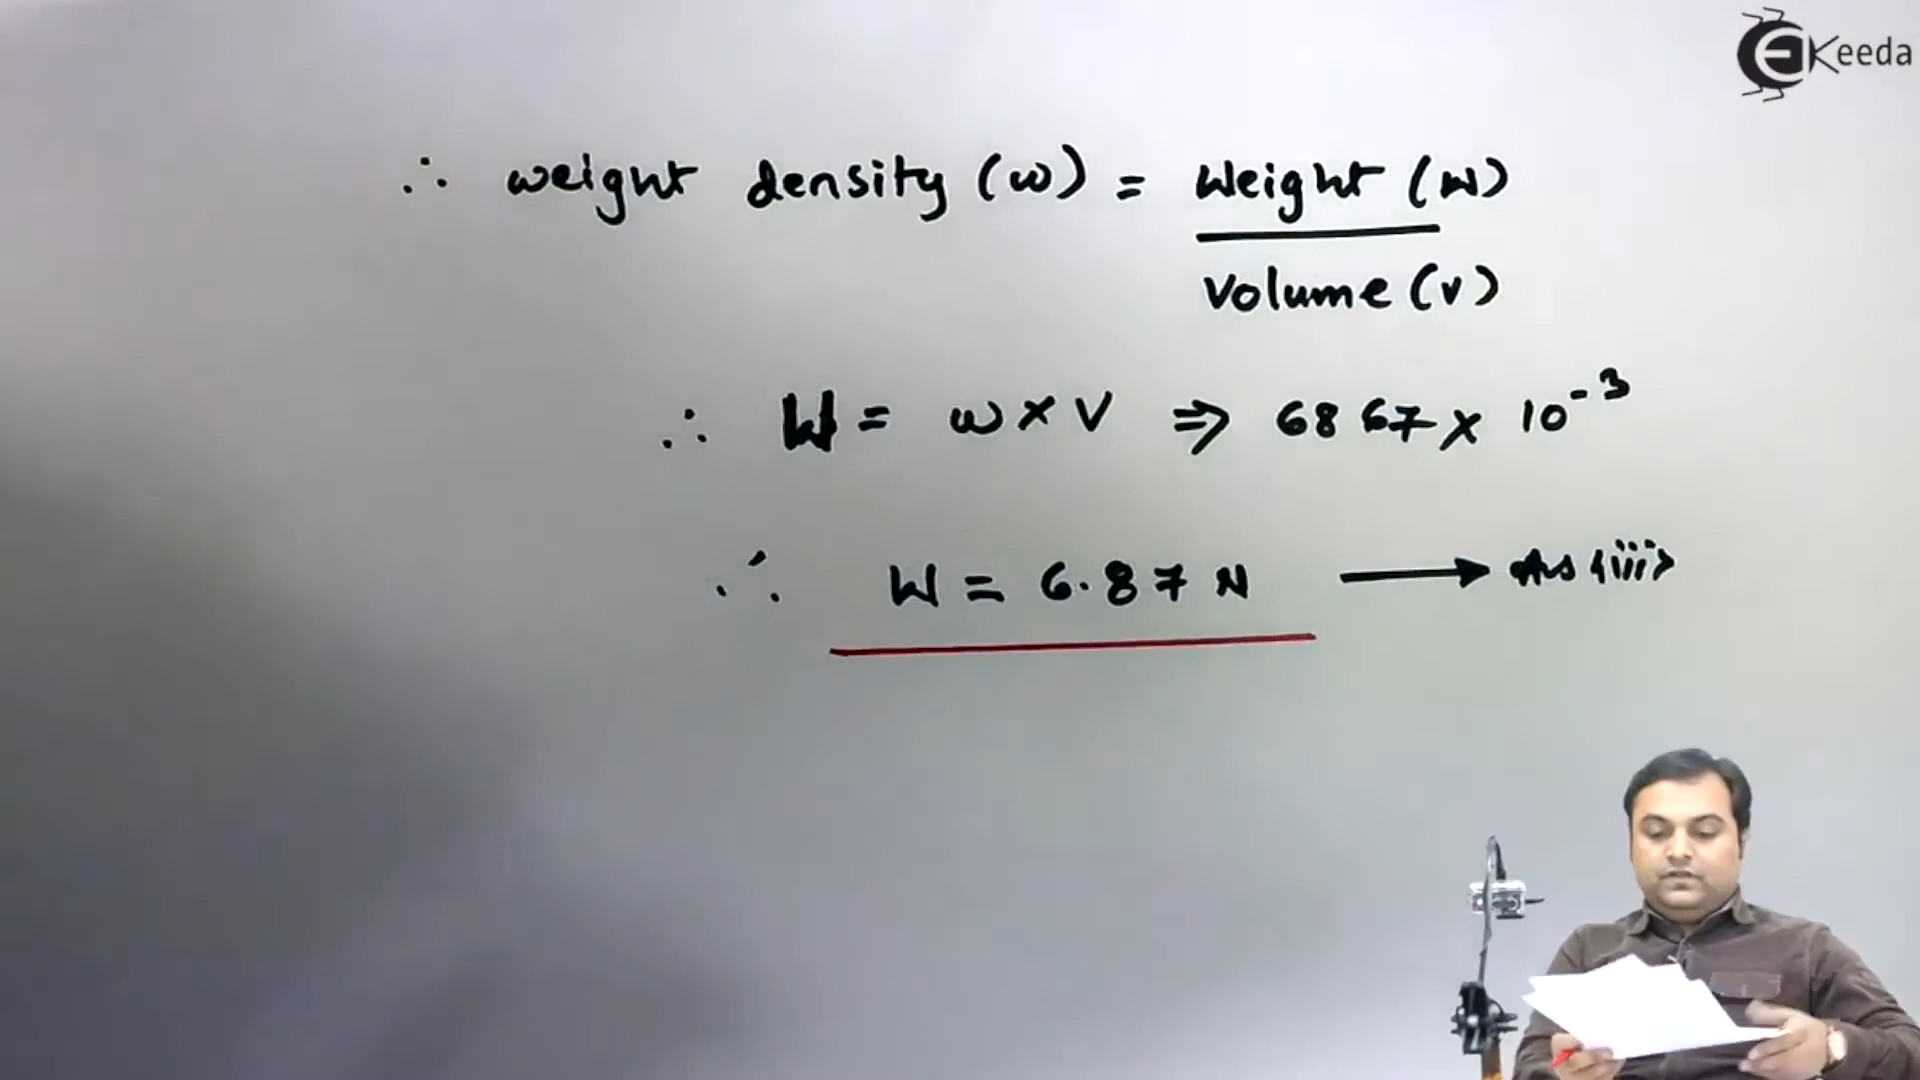 EKeeda
∴ weight density (w) = Weight (W)
Volume (V)
∴ W = w × V ⇒ 6867 × 10⁻³
∴ W = 6.87 N → Ans (iii)